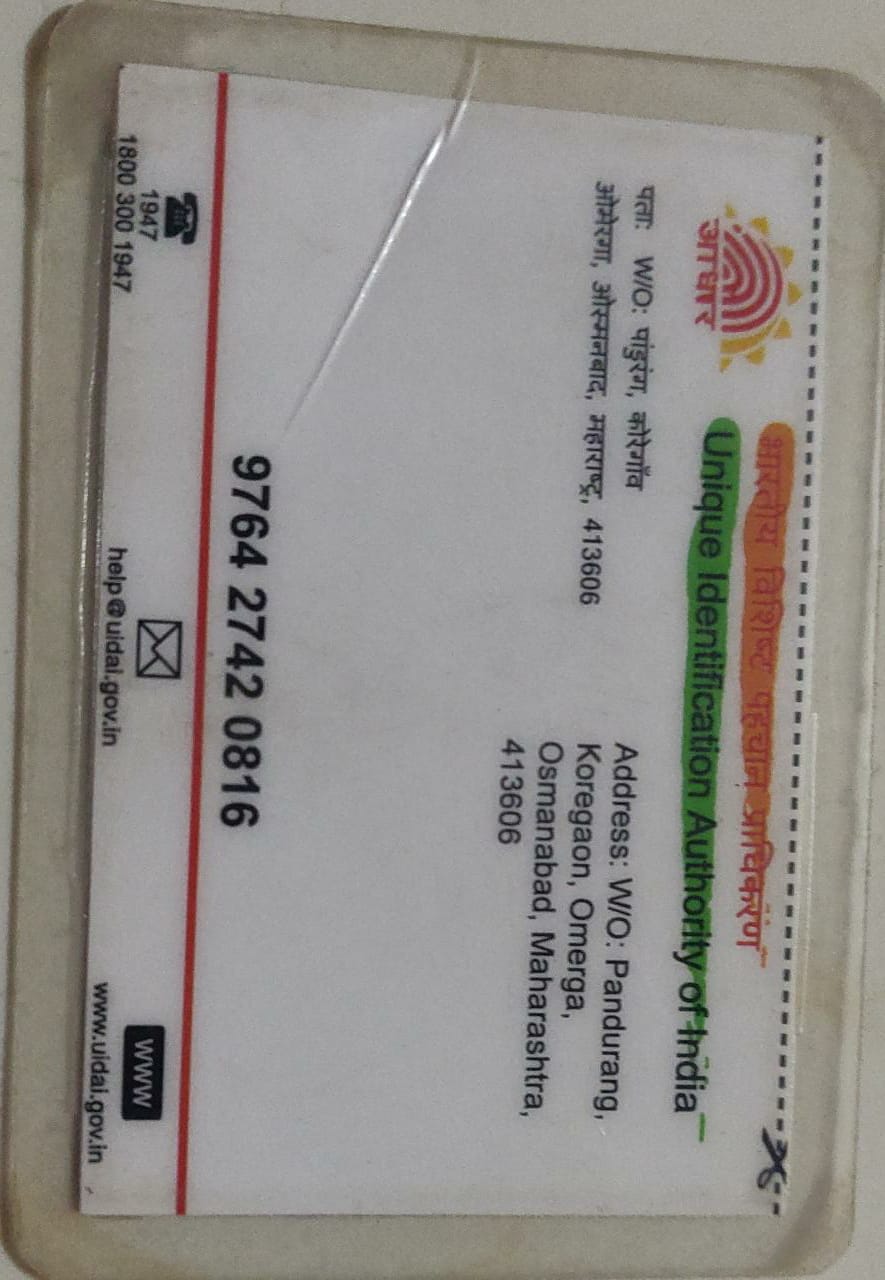 आधार
भारतीय विशिष्ट पहचान प्राधिकरण
Unique Identification Authority of India
पता: W/O: पांडुरंग, कोरेगाँव
ओमेरगा, ओस्मनबाद, महाराष्ट्र, 413606
Address: W/O: Pandurang,
Koregaon, Omerga,
Osmanabad, Maharashtra,
413606
9764 2742 0816
1947
1800 300 1947
help@uidai.gov.in
WWW
www.uidai.gov.in